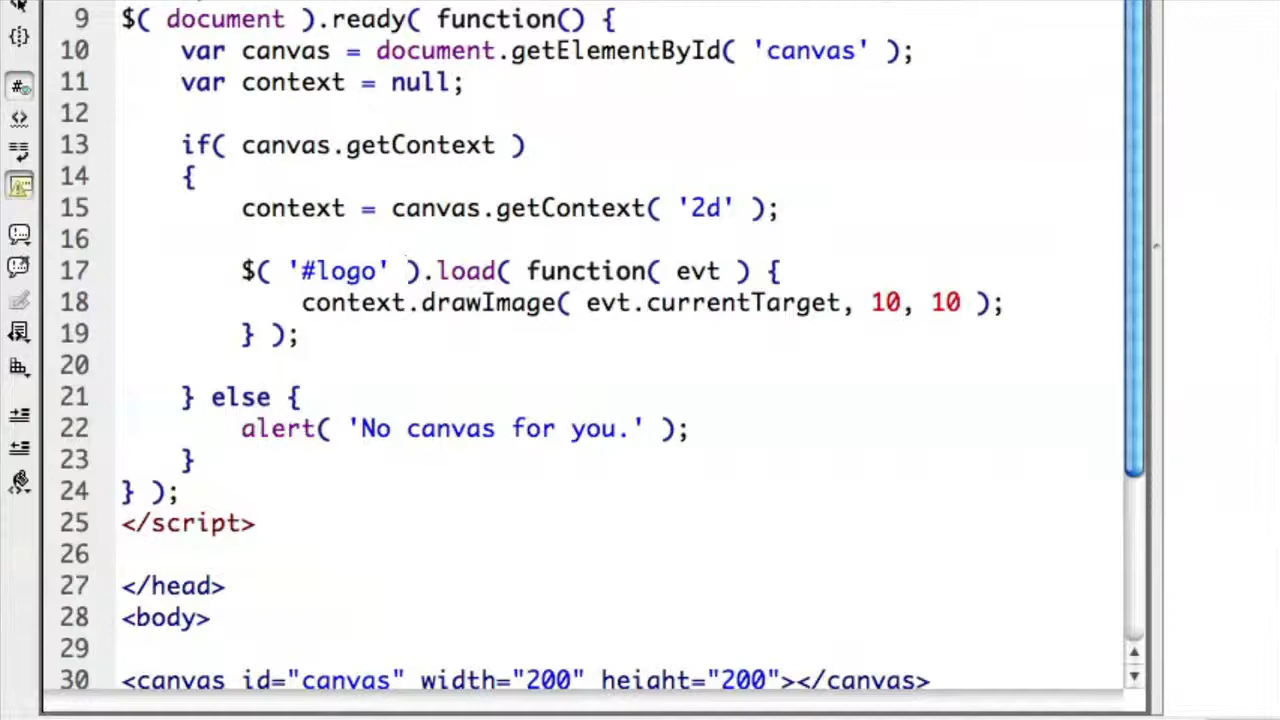 9 $( document ).ready( function() {
10 var canvas = document.getElementById( 'canvas' );
11 var context = null;
12
13 if( canvas.getContext )
14 {
15 context = canvas.getContext( '2d' );
16
17 $( '#logo' ).load( function( evt ) {
18 context.drawImage( evt.currentTarget, 10, 10 );
19 } );
20
21 } else {
22 alert( 'No canvas for you.' );
23 }
24 } );
25 </script>
26
27 </head>
28 <body>
29
30 <canvas id="canvas" width="200" height="200"></canvas>